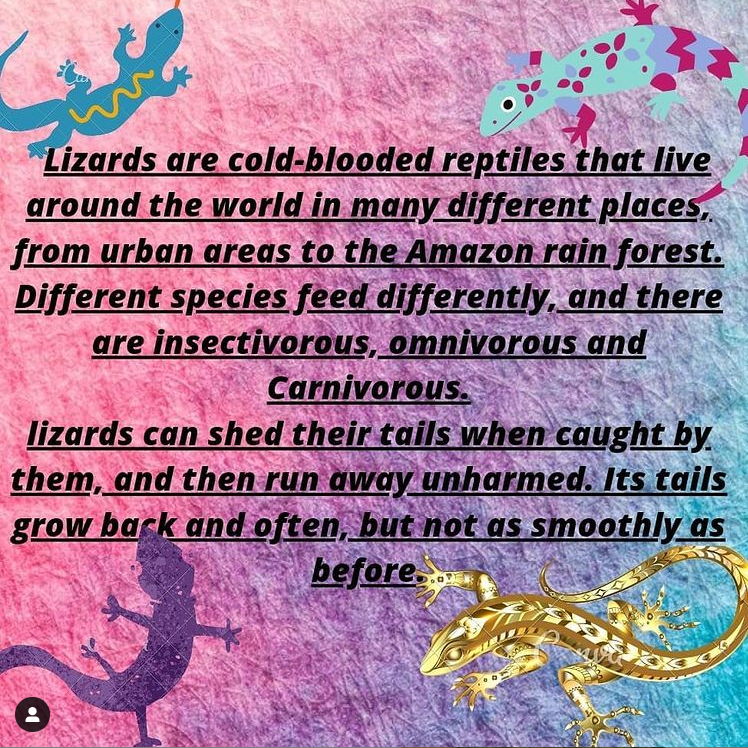 Lizards are cold-blooded reptiles that live
around the world in many different places,
from urban areas to the Amazon rain forest.
Different species feed differently, and there
are insectivorous, omnivorous and
Carnivorous.
lizards can shed their tails when caught by
them, and then run away unharmed. Its tails
grow back and often, but not as smoothly as
before.
Canva